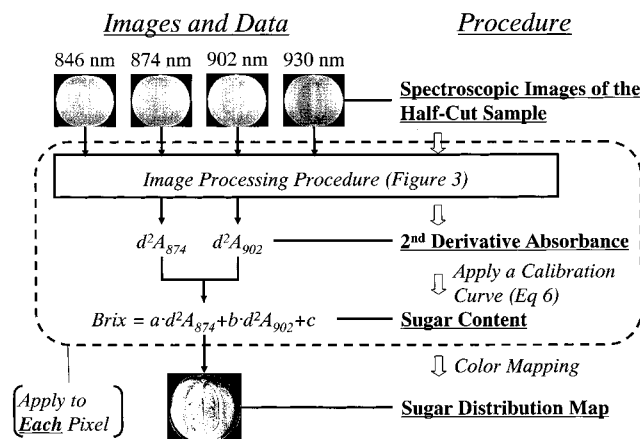 Images and Data
Procedure
846 nm 874 nm 902 nm 930 nm
Spectroscopic Images of the
Half-Cut Sample
Image Processing Procedure (Figure 3)
d²A₈₇₄ d²A₉₀₂
2nd Derivative Absorbance
Apply a Calibration
Curve (Eq 6)
Brix = a·d²A₈₇₄+b·d²A₉₀₂+c
Sugar Content
Color Mapping
Apply to
Each Pixel
Sugar Distribution Map